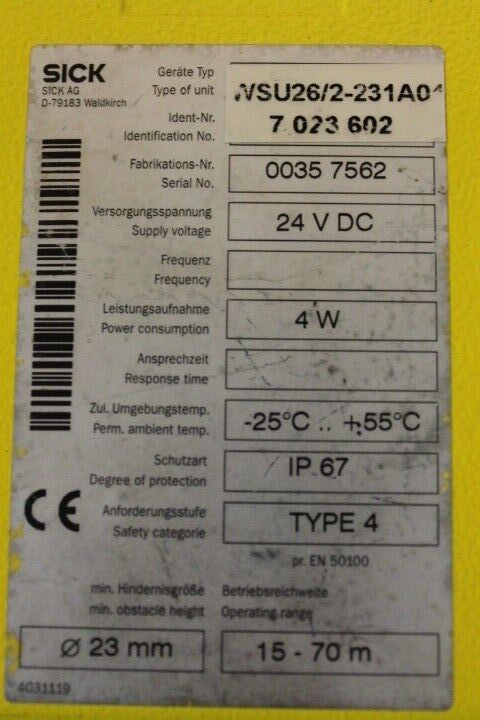 SICK
SICK AG
D-79183 Waldkirch
Geräte Typ
Type of unit
WSU26/2-231A04
Ident-Nr.
Identification No.
7 023 602
Fabrikations-Nr.
Serial No.
0035 7562
Versorgungsspannung
Supply voltage
24 V DC
Frequenz
Frequency
Leistungsaufnahme
Power consumption
4 W
Ansprechzeit
Response time
Zul. Umgebungstemp.
Perm. ambient temp.
-25°C .. +55°C
Schutzart
Degree of protection
IP 67
CE
Anforderungsstufe
Safety categorie
TYPE 4
pr. EN 50100
min. Hindernisgröße
min. obstacle height
Betriebsreichweite
Operating range
Ø 23 mm
15 - 70 m
4031119